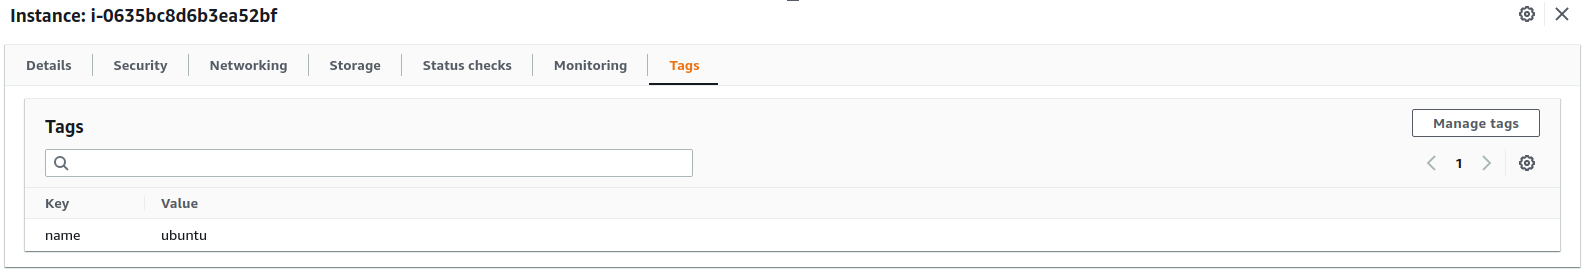 Instance: i-0635bc8d6b3ea52bf
Details Security Networking Storage Status checks Monitoring Tags
Tags
Manage tags
1
Key Value
name ubuntu